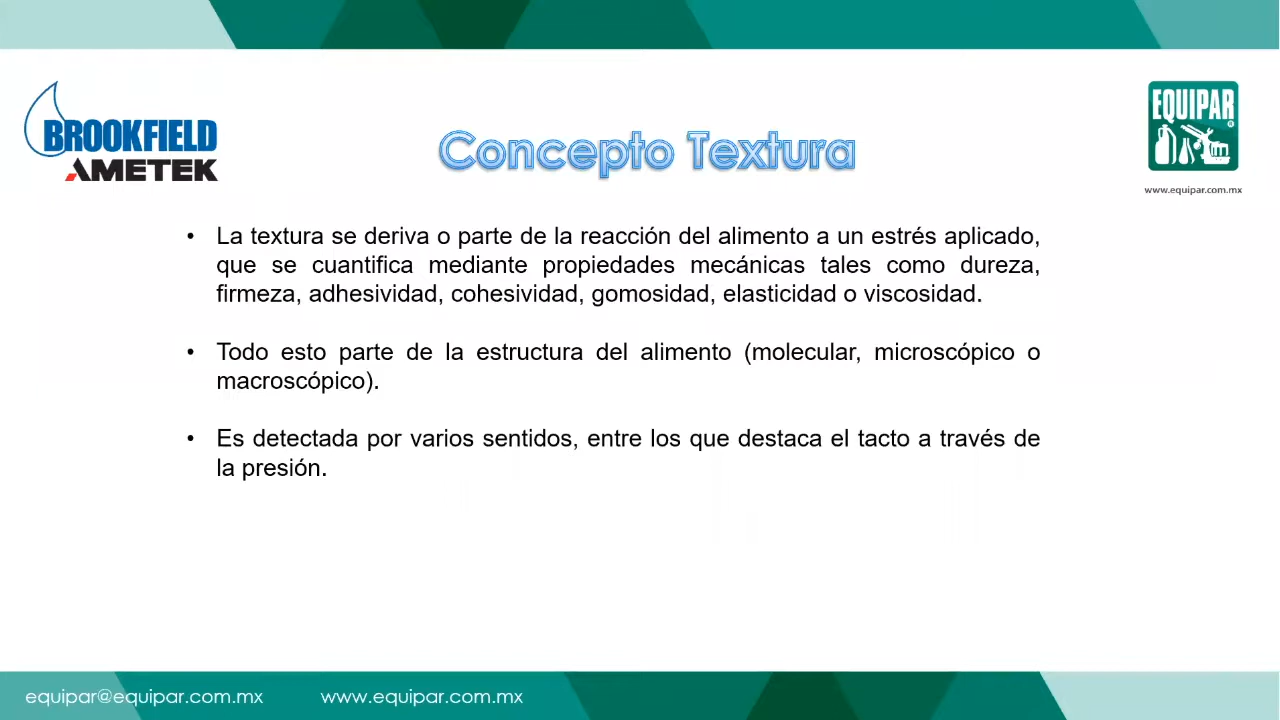 BROOKFIELD
AMETEK
Concepto Textura
EQUIPAR
www.equipar.com.mx
• La textura se deriva o parte de la reacción del alimento a un estrés aplicado,
que se cuantifica mediante propiedades mecánicas tales como dureza,
firmeza, adhesividad, cohesividad, gomosidad, elasticidad o viscosidad.
• Todo esto parte de la estructura del alimento (molecular, microscópico o
macroscópico).
• Es detectada por varios sentidos, entre los que destaca el tacto a través de
la presión.
equipar@equipar.com.mx www.equipar.com.mx